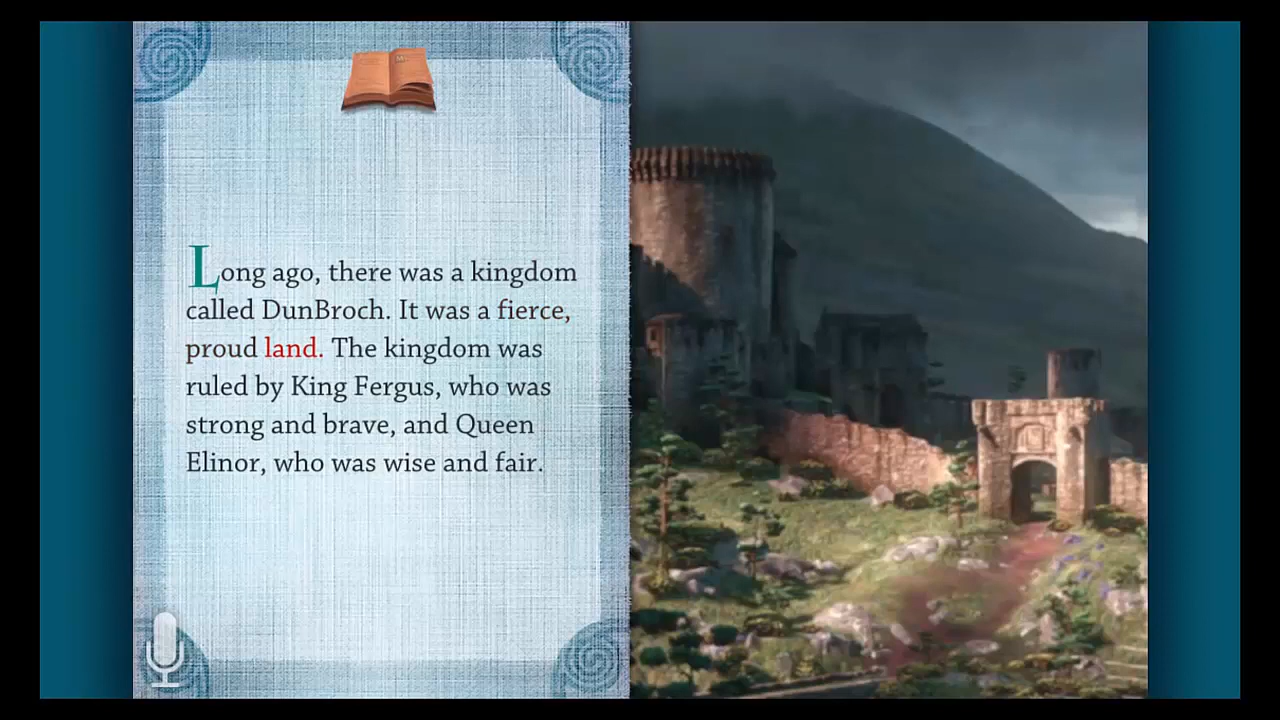 Long ago, there was a kingdom
called DunBroch. It was a fierce,
proud land. The kingdom was
ruled by King Fergus, who was
strong and brave, and Queen
Elinor, who was wise and fair.